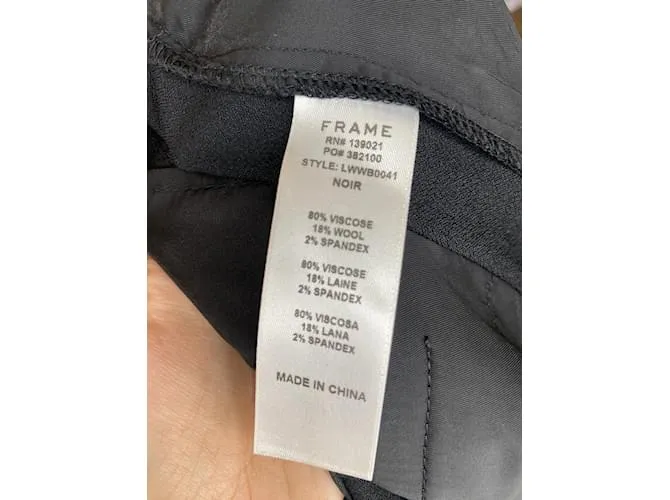 FRAME
RN# 139021
PO# 382100
STYLE: LWWB0041
NOIR
80% VISCOSE
18% WOOL
2% SPANDEX
80% VISCOSE
18% LAINE
2% SPANDEX
80% VISCOSA
18% LANA
2% SPANDEX
MADE IN CHINA